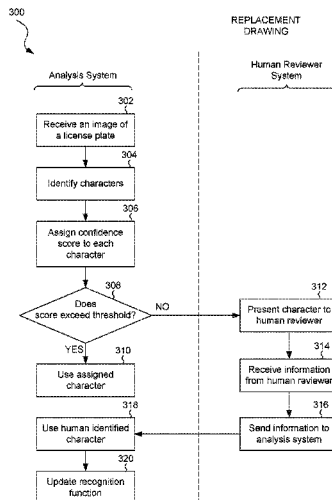 300
REPLACEMENT
DRAWING
Analysis System
Human Reviewer
System
302
Receive an image of
a license plate
304
Identify characters
306
Assign confidence
score to each
character
308
Does
score exceed threshold?
NO
YES
310
Use assigned
character
312
Present character to
human reviewer
314
Receive information
from human reviewer
316
Send information to
analysis system
318
Use human identified
character
320
Update recognition
function